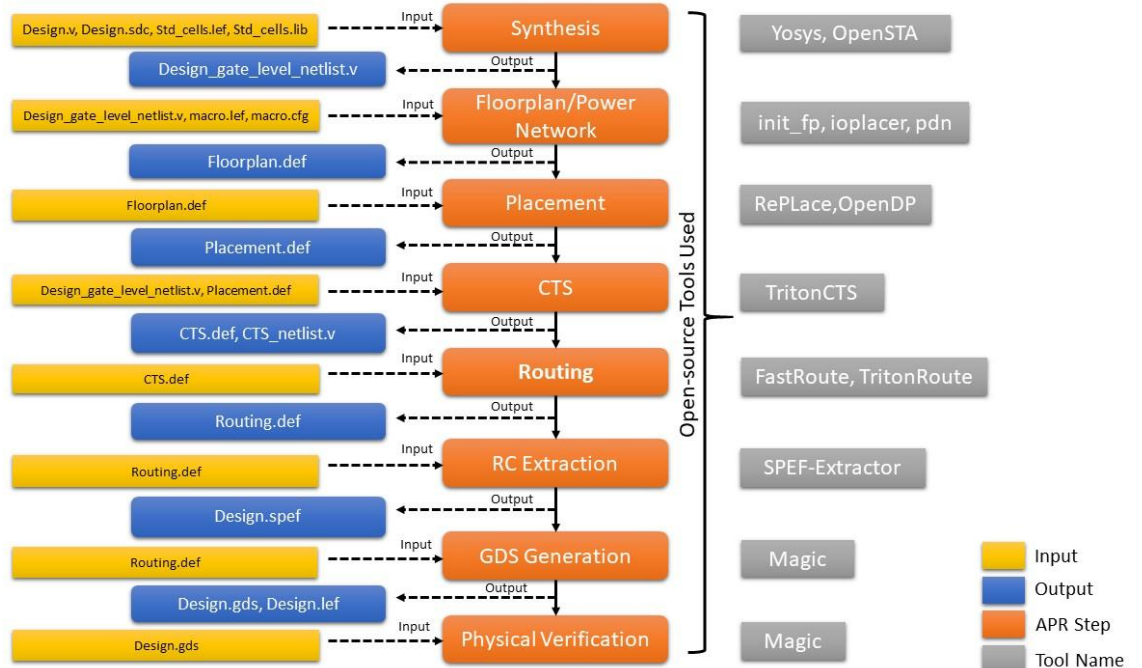 Design.v, Design.sdc, Std_cells.lef, Std_cells.lib
Input
Synthesis
Yosys, OpenSTA
Output
Design_gate_level_netlist.v
Design_gate_level_netlist.v, macro.lef, macro.cfg
Input
Floorplan/Power
Network
init_fp, ioplacer, pdn
Output
Floorplan.def
Floorplan.def
Input
Placement
RePLace,OpenDP
Output
Placement.def
Design_gate_level_netlist.v, Placement.def
Input
CTS
TritonCTS
Output
CTS.def, CTS_netlist.v
CTS.def
Input
Routing
FastRoute, TritonRoute
Output
Routing.def
Routing.def
Input
RC Extraction
SPEF-Extractor
Output
Design.spef
Routing.def
Input
GDS Generation
Magic
Output
Design.gds, Design.lef
Design.gds
Input
Physical Verification
Magic
Open-source Tools Used
Input
Output
APR Step
Tool Name